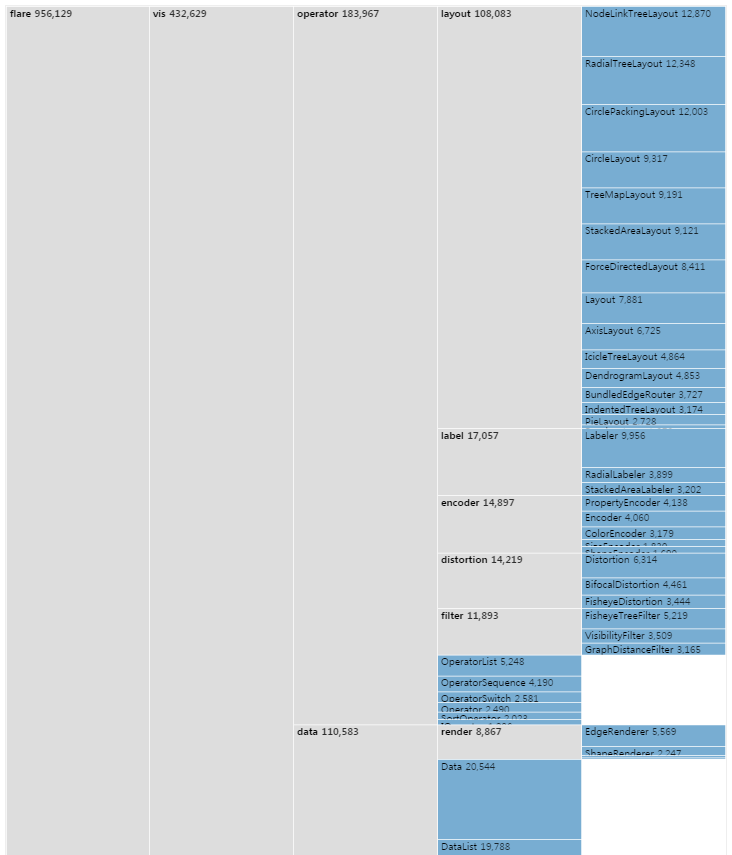 flare 956,129
vis 432,629
operator 183,967
layout 108,083
NodeLinkTreeLayout 12,870
RadialTreeLayout 12,348
CirclePackingLayout 12,003
CircleLayout 9,317
TreeMapLayout 9,191
StackedAreaLayout 9,121
ForceDirectedLayout 8,411
Layout 7,881
AxisLayout 6,725
IcicleTreeLayout 4,864
DendrogramLayout 4,853
BundledEdgeRouter 3,727
IndentedTreeLayout 3,174
PieLayout 2,728
label 17,057
Labeler 9,956
RadialLabeler 3,899
StackedAreaLabeler 3,202
encoder 14,897
PropertyEncoder 4,138
Encoder 4,060
ColorEncoder 3,179
SizeEncoder 1,830
ShapeEncoder 1,690
distortion 14,219
Distortion 6,314
BifocalDistortion 4,461
FisheyeDistortion 3,444
filter 11,893
FisheyeTreeFilter 5,219
VisibilityFilter 3,509
GraphDistanceFilter 3,165
OperatorList 5,248
OperatorSequence 4,190
OperatorSwitch 2,581
Operator 2,490
SortOperator 2,023
data 110,583
render 8,867
EdgeRenderer 5,569
ShapeRenderer 2,247
Data 20,544
DataList 19,788